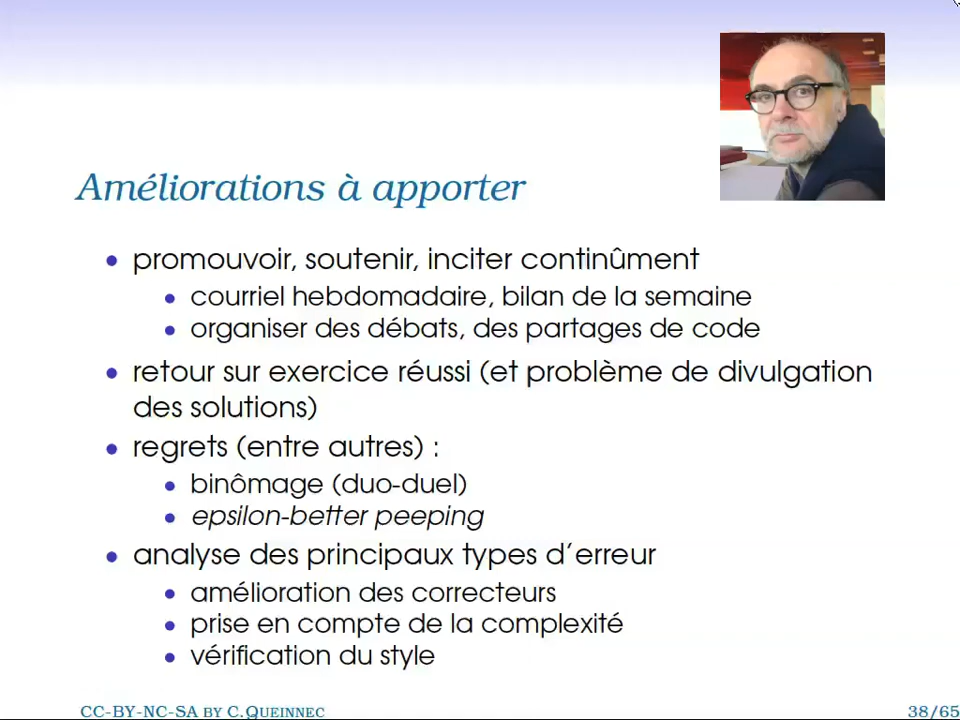 Améliorations à apporter
• promouvoir, soutenir, inciter continûment
• courriel hebdomadaire, bilan de la semaine
• organiser des débats, des partages de code
• retour sur exercice réussi (et problème de divulgation
des solutions)
• regrets (entre autres) :
• binômage (duo-duel)
• epsilon-better peeping
• analyse des principaux types d'erreur
• amélioration des correcteurs
• prise en compte de la complexité
• vérification du style
CC-BY-NC-SA BY C.QUEINNEC
38/65